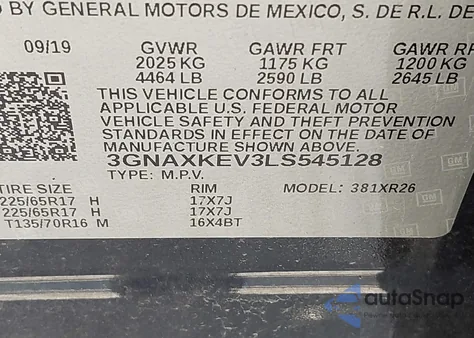 D BY GENERAL MOTORS DE MEXICO, S. DE R.L. DE
09/19 GVWR GAWR FRT GAWR R
2025 KG 1175 KG 1200 KG
4464 LB 2590 LB 2645 LB
THIS VEHICLE CONFORMS TO ALL
APPLICABLE U.S. FEDERAL MOTOR
VEHICLE SAFETY AND THEFT PREVENTION
STANDARDS IN EFFECT ON THE DATE OF
MANUFACTURE SHOWN ABOVE.
3GNAXKEV3LS545128
TYPE: M.P.V. MODEL: 381XR26
TIRE SIZE RIM
225/65R17 H 17X7J
225/65R17 H 17X7J
T135/70R16 M 16X4BT
GM
autoSnap